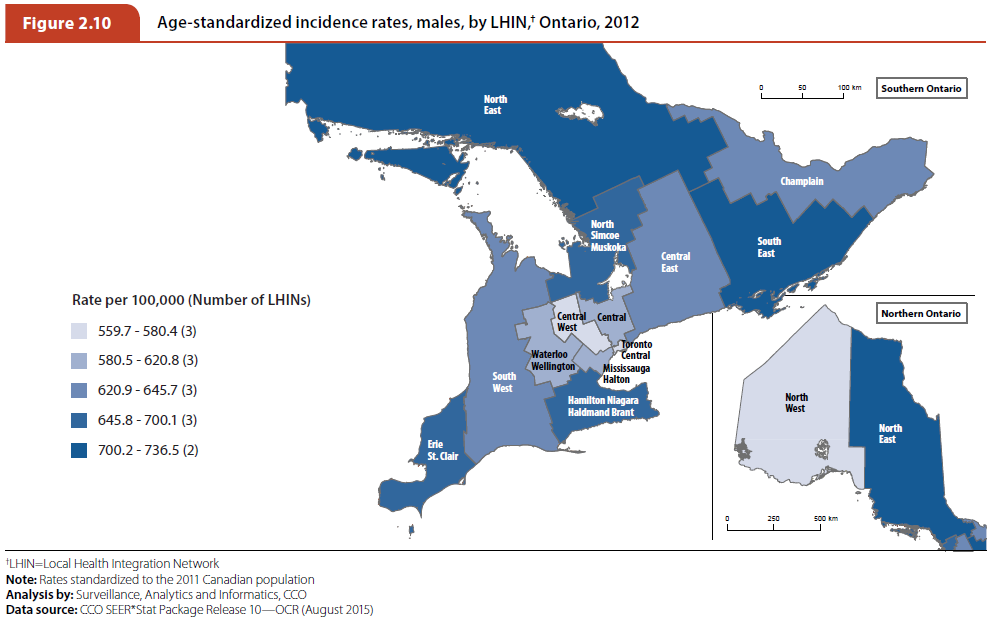 Figure 2.10
Age-standardized incidence rates, males, by LHIN,† Ontario, 2012
0 50 100 km
Southern Ontario
North
East
Champlain
North
Simcoe
Muskoka
South
East
Central
East
Rate per 100,000 (Number of LHINs)
559.7 - 580.4 (3)
580.5 - 620.8 (3)
620.9 - 645.7 (3)
645.8 - 700.1 (3)
700.2 - 736.5 (2)
Northern Ontario
Central
West
Central
Toronto
Central
Waterloo
Wellington
Mississauga
Halton
South
West
Hamilton Niagara
Haldmand Brant
Erie
St. Clair
North
West
North
East
0 250 500 km
†LHIN=Local Health Integration Network
Note: Rates standardized to the 2011 Canadian population
Analysis by: Surveillance, Analytics and Informatics, CCO
Data source: CCO SEER*Stat Package Release 10—OCR (August 2015)